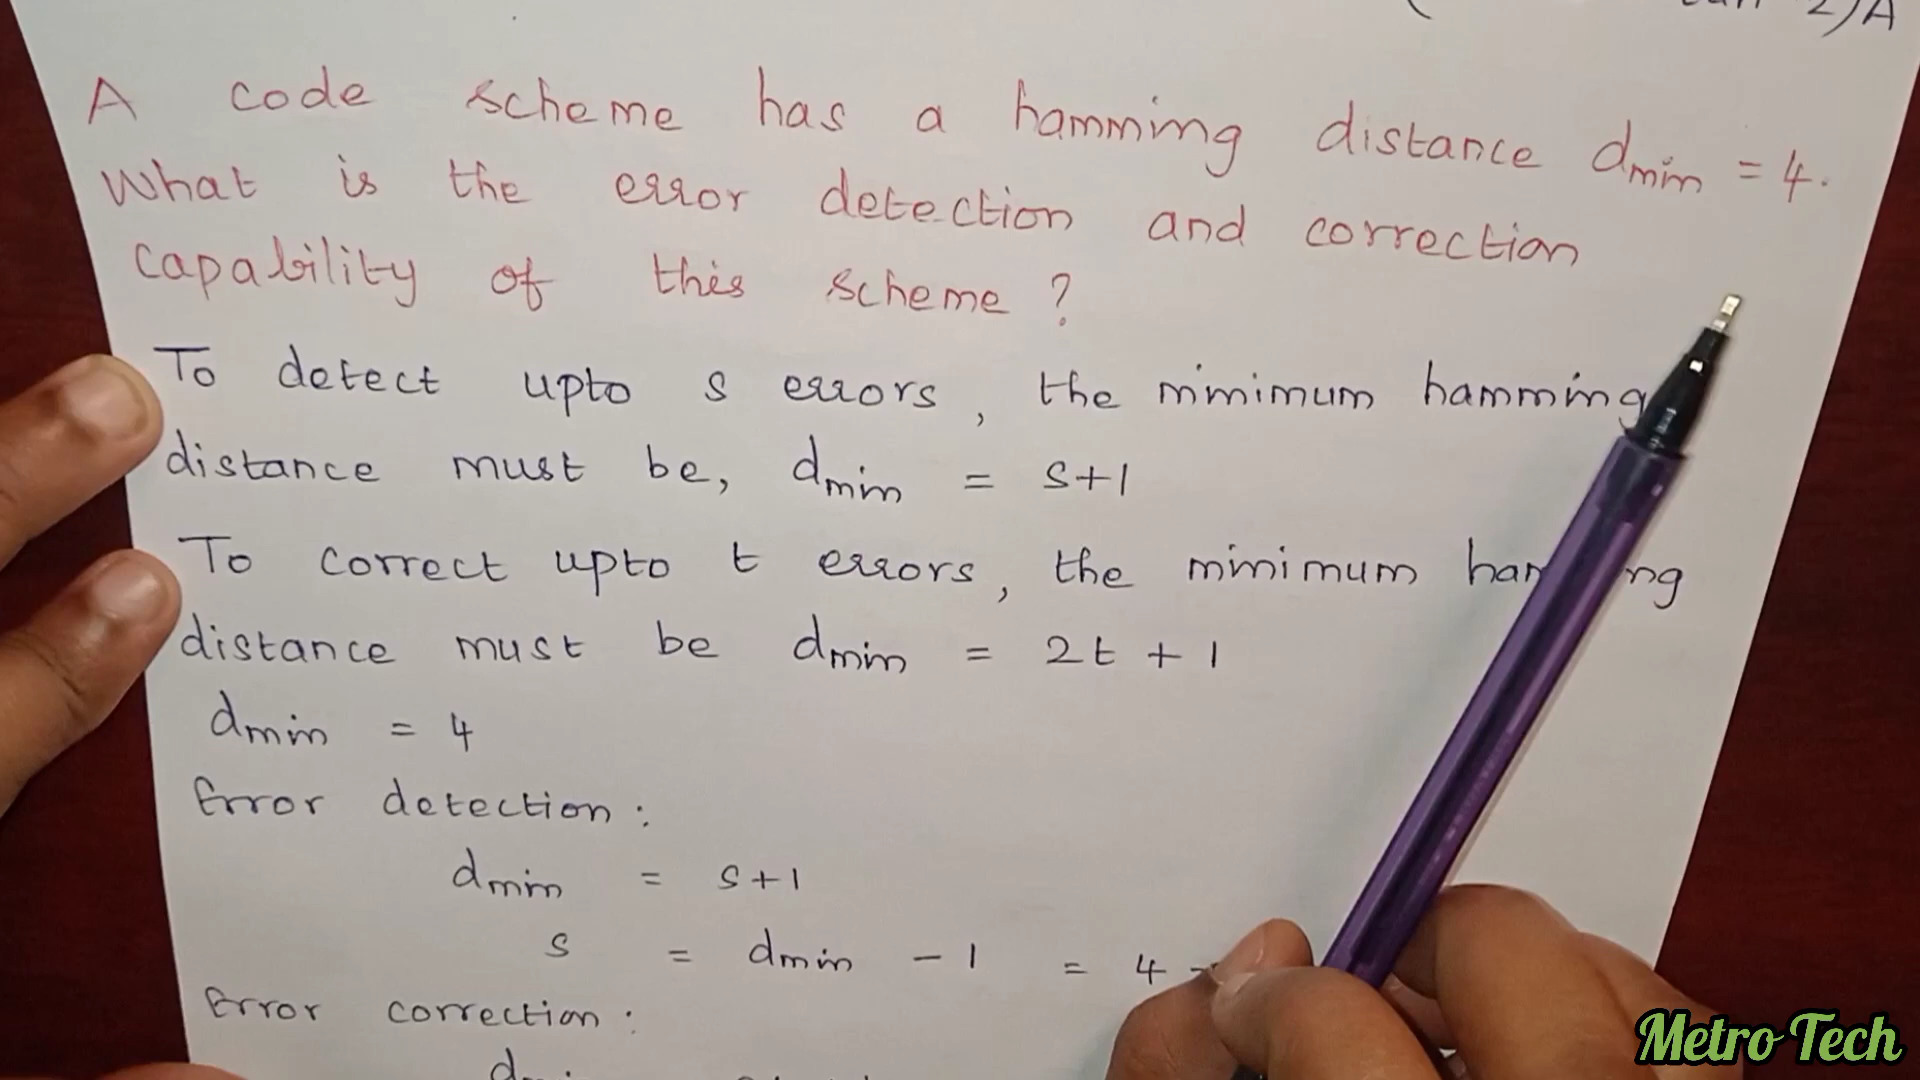 2)A
A code scheme has a hamming distance dmin = 4.
What is the error detection and correction
capability of this scheme ?
To detect upto s errors, the minimum hamming
distance must be, dmin = s+1
To correct upto t errors, the minimum
distance must be dmin = 2t + 1
dmin = 4
Error detection :
dmin = s+1
s = dmin - 1 = 4 -
Error correction :
Metro Tech